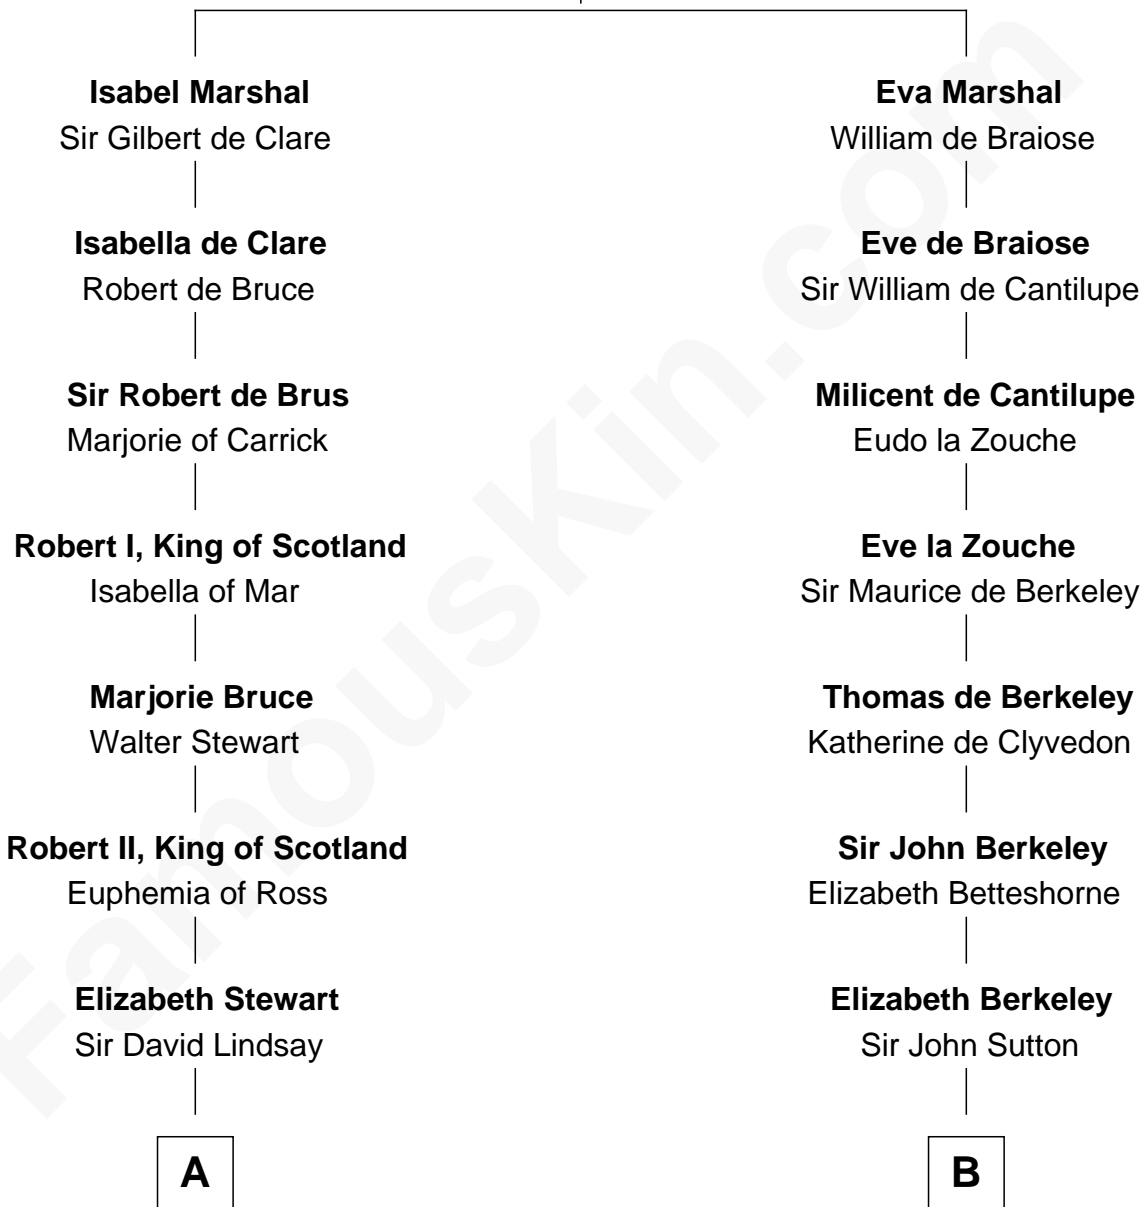 Isabel Marshal
Sir Gilbert de Clare
Isabella de Clare
Robert de Bruce
Sir Robert de Brus
Marjorie of Carrick
Robert I, King of Scotland
Isabella of Mar
Marjorie Bruce
Walter Stewart
Robert II, King of Scotland
Euphemia of Ross
Elizabeth Stewart
Sir David Lindsay
A
Eva Marshal
William de Braiose
Eve de Braiose
Sir William de Cantilupe
Milicent de Cantilupe
Eudo la Zouche
Eve la Zouche
Sir Maurice de Berkeley
Thomas de Berkeley
Katherine de Clyvedon
Sir John Berkeley
Elizabeth Betteshorne
Elizabeth Berkeley
Sir John Sutton
B
FamousKin.com